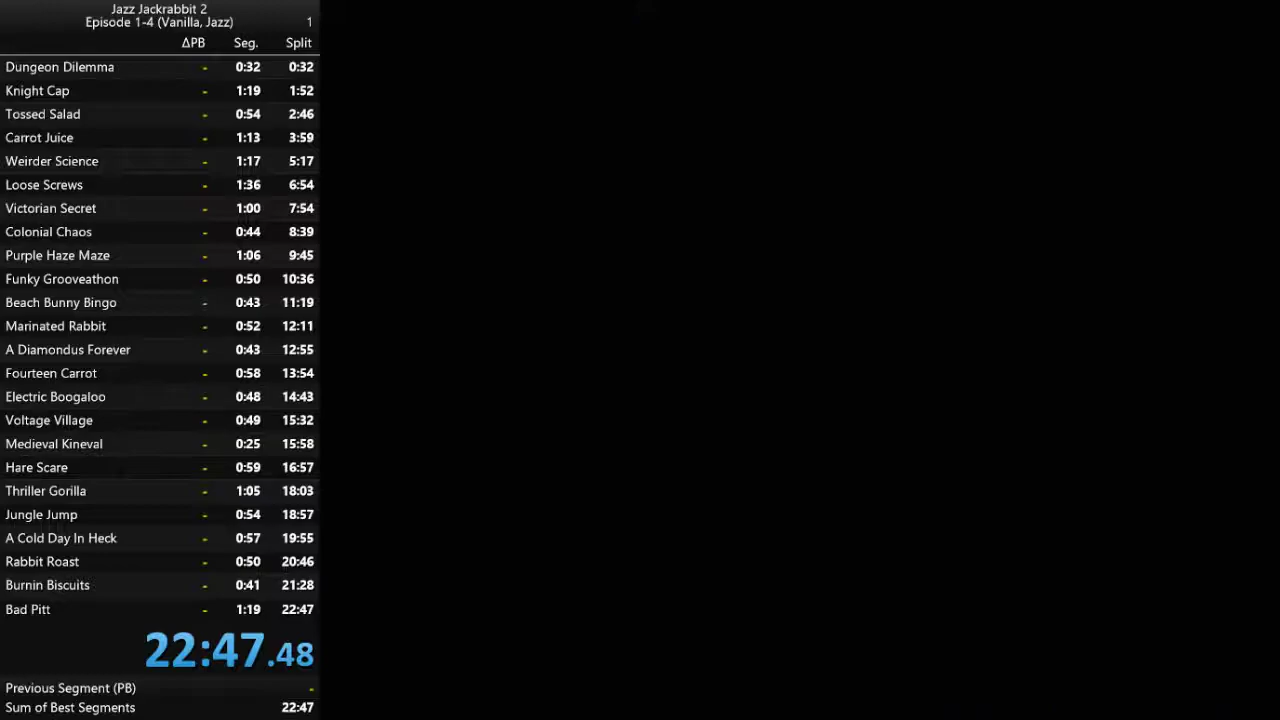 Jazz Jackrabbit 2
Episode 1-4 (Vanilla, Jazz) 1
ΔPB Seg. Split
Dungeon Dilemma - 0:32 0:32
Knight Cap - 1:19 1:52
Tossed Salad - 0:54 2:46
Carrot Juice - 1:13 3:59
Weirder Science - 1:17 5:17
Loose Screws - 1:36 6:54
Victorian Secret - 1:00 7:54
Colonial Chaos - 0:44 8:39
Purple Haze Maze - 1:06 9:45
Funky Grooveathon - 0:50 10:36
Beach Bunny Bingo - 0:43 11:19
Marinated Rabbit - 0:52 12:11
A Diamondus Forever - 0:43 12:55
Fourteen Carrot - 0:58 13:54
Electric Boogaloo - 0:48 14:43
Voltage Village - 0:49 15:32
Medieval Kineval - 0:25 15:58
Hare Scare - 0:59 16:57
Thriller Gorilla - 1:05 18:03
Jungle Jump - 0:54 18:57
A Cold Day In Heck - 0:57 19:55
Rabbit Roast - 0:50 20:46
Burnin Biscuits - 0:41 21:28
Bad Pitt - 1:19 22:47
22:47.48
Previous Segment (PB) -
Sum of Best Segments 22:47